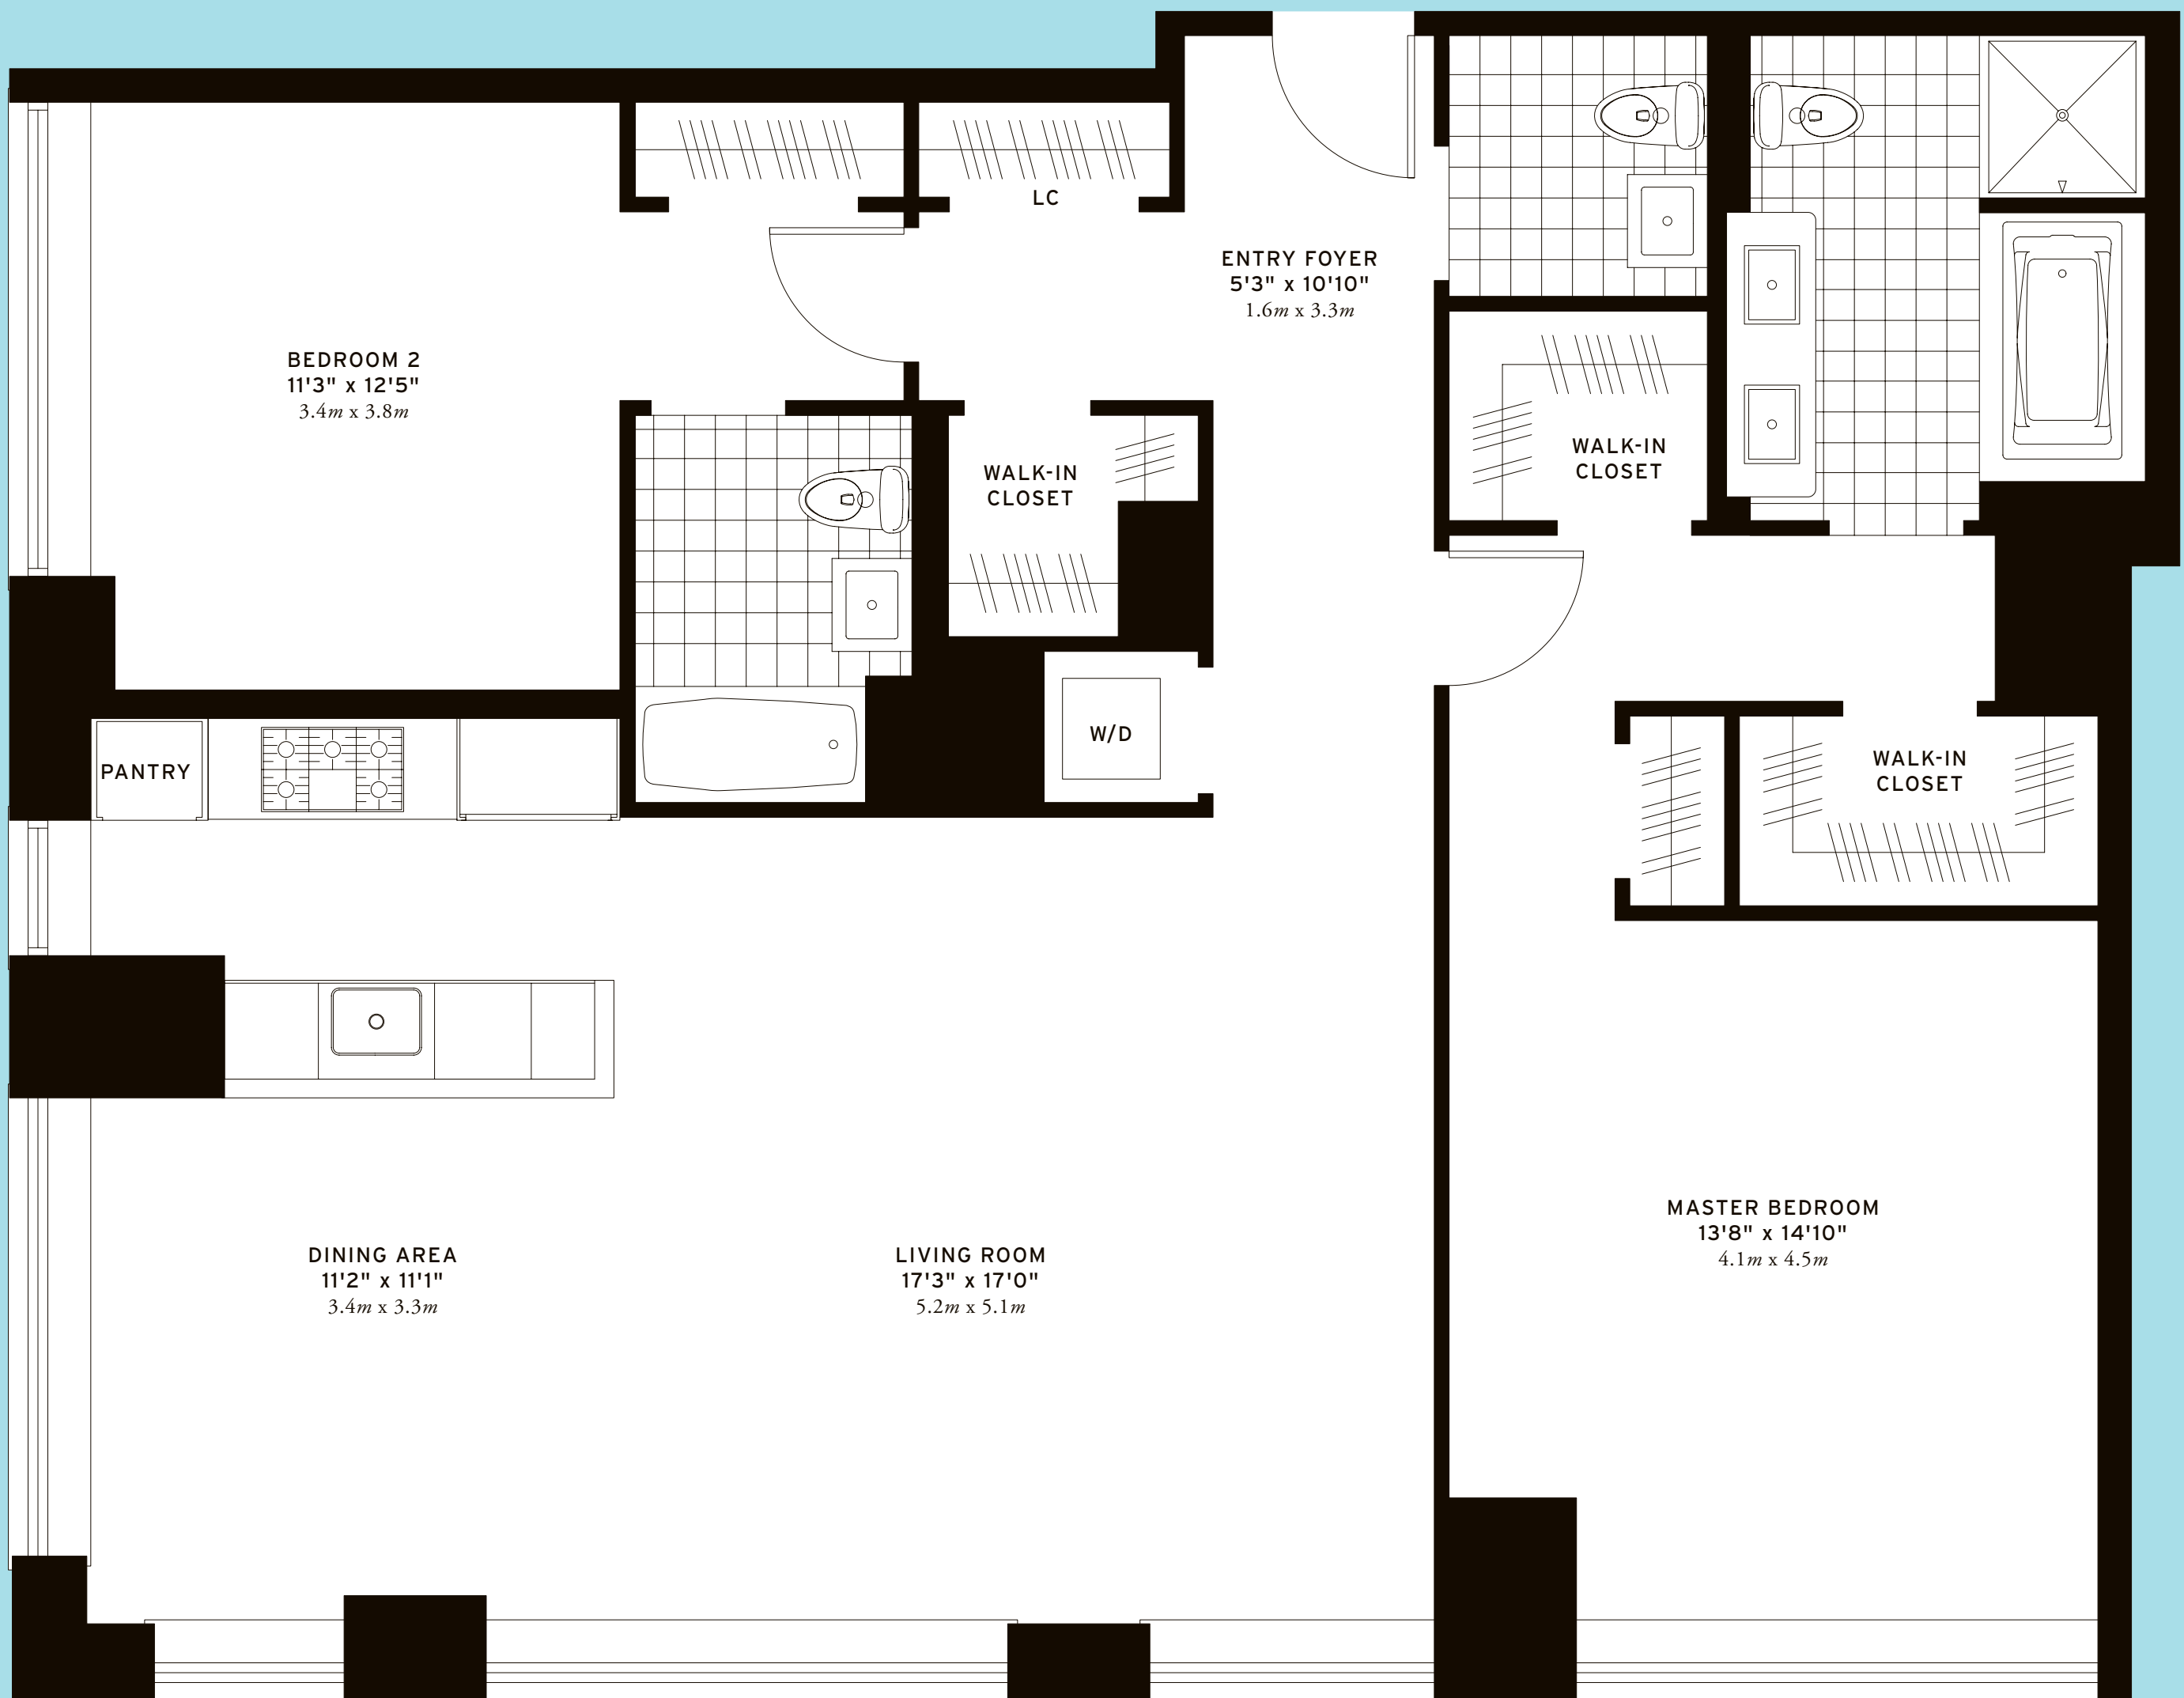 LC
ENTRY FOYER
5'3" x 10'10"
1.6m x 3.3m
BEDROOM 2
11'3" x 12'5"
3.4m x 3.8m
WALK-IN
CLOSET
WALK-IN
CLOSET
W/D
PANTRY
WALK-IN
CLOSET
MASTER BEDROOM
13'8" x 14'10"
4.1m x 4.5m
DINING AREA
11'2" x 11'1"
3.4m x 3.3m
LIVING ROOM
17'3" x 17'0"
5.2m x 5.1m